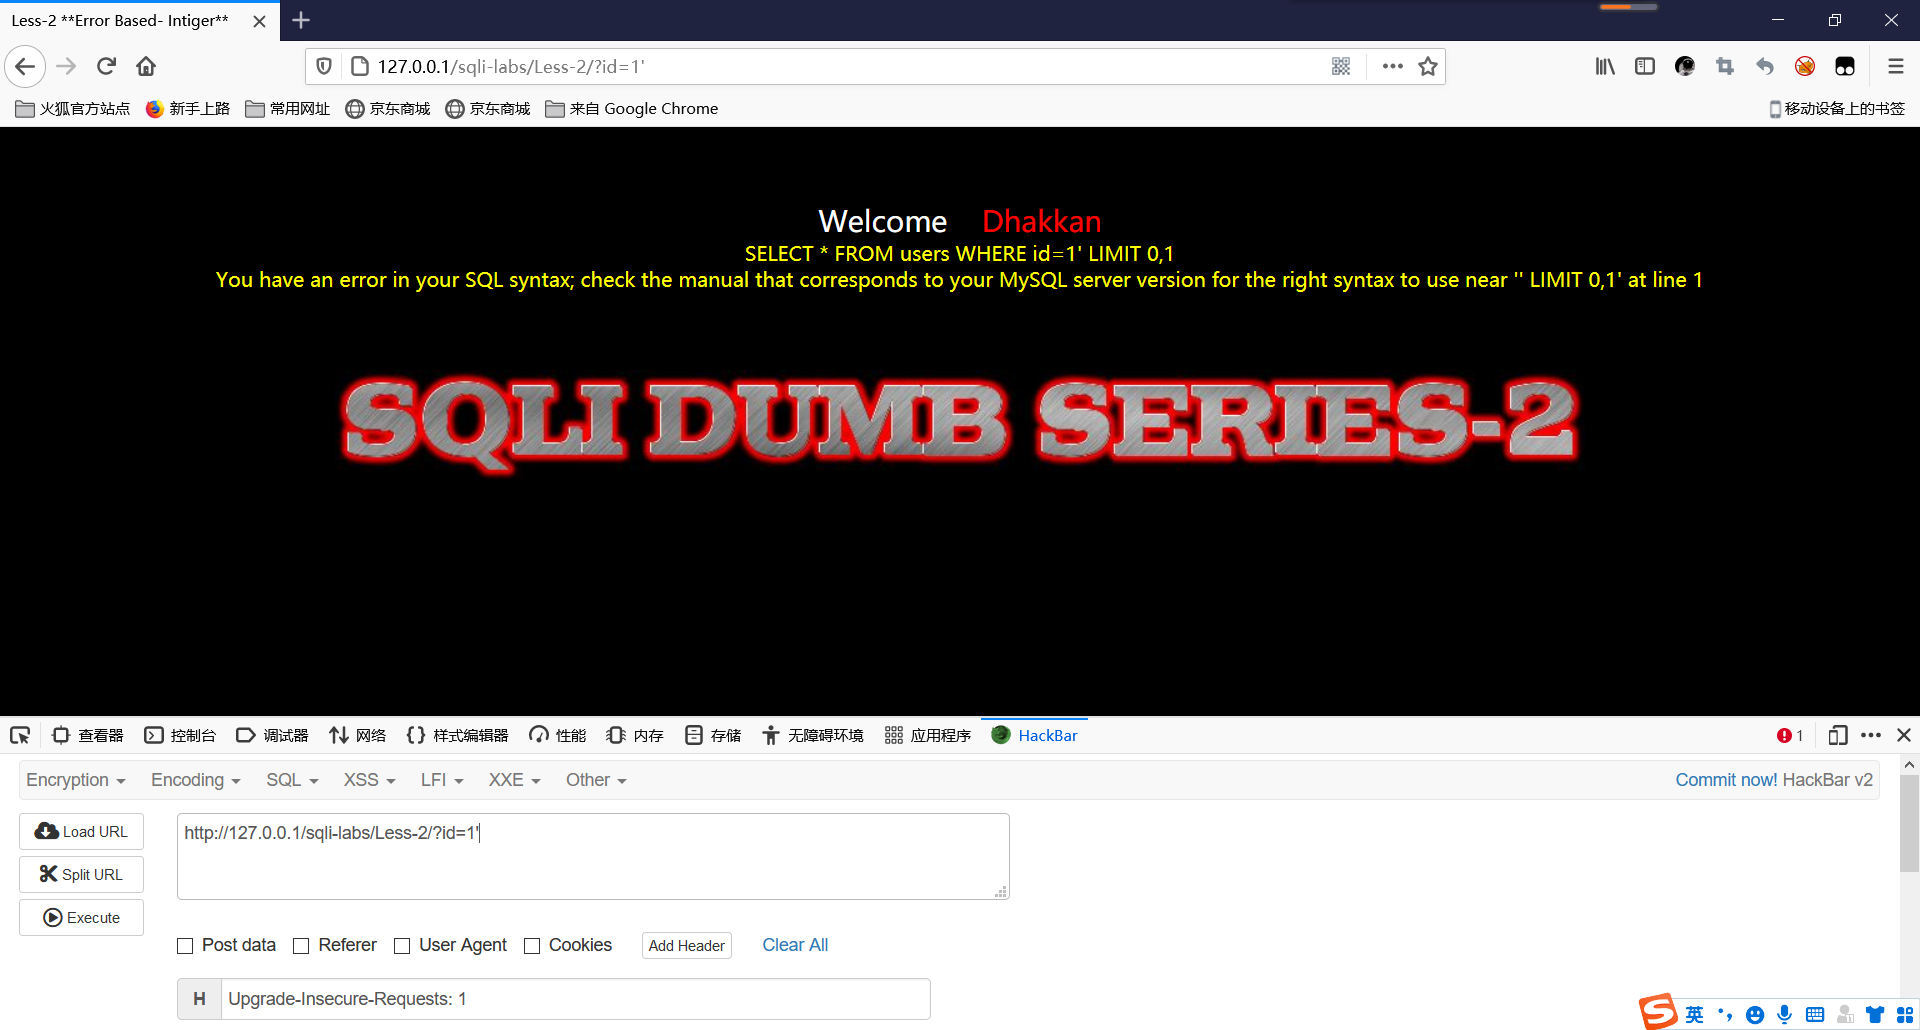 Less-2 **Error Based- Intiger**
127.0.0.1/sqli-labs/Less-2/?id=1'
火狐官方站点 新手上路 常用网址 京东商城 京东商城 来自 Google Chrome 移动设备上的书签
Welcome Dhakkan
SELECT * FROM users WHERE id=1' LIMIT 0,1
You have an error in your SQL syntax; check the manual that corresponds to your MySQL server version for the right syntax to use near '' LIMIT 0,1' at line 1
SQLI DUMB SERIES-2
查看器 控制台 调试器 网络 样式编辑器 性能 内存 存储 无障碍环境 应用程序 HackBar 1
Encryption Encoding SQL XSS LFI XXE Other Commit now! HackBar v2
Load URL http://127.0.0.1/sqli-labs/Less-2/?id=1'
Split URL
Execute
Post data Referer User Agent Cookies Add Header Clear All
H Upgrade-Insecure-Requests: 1
S 英